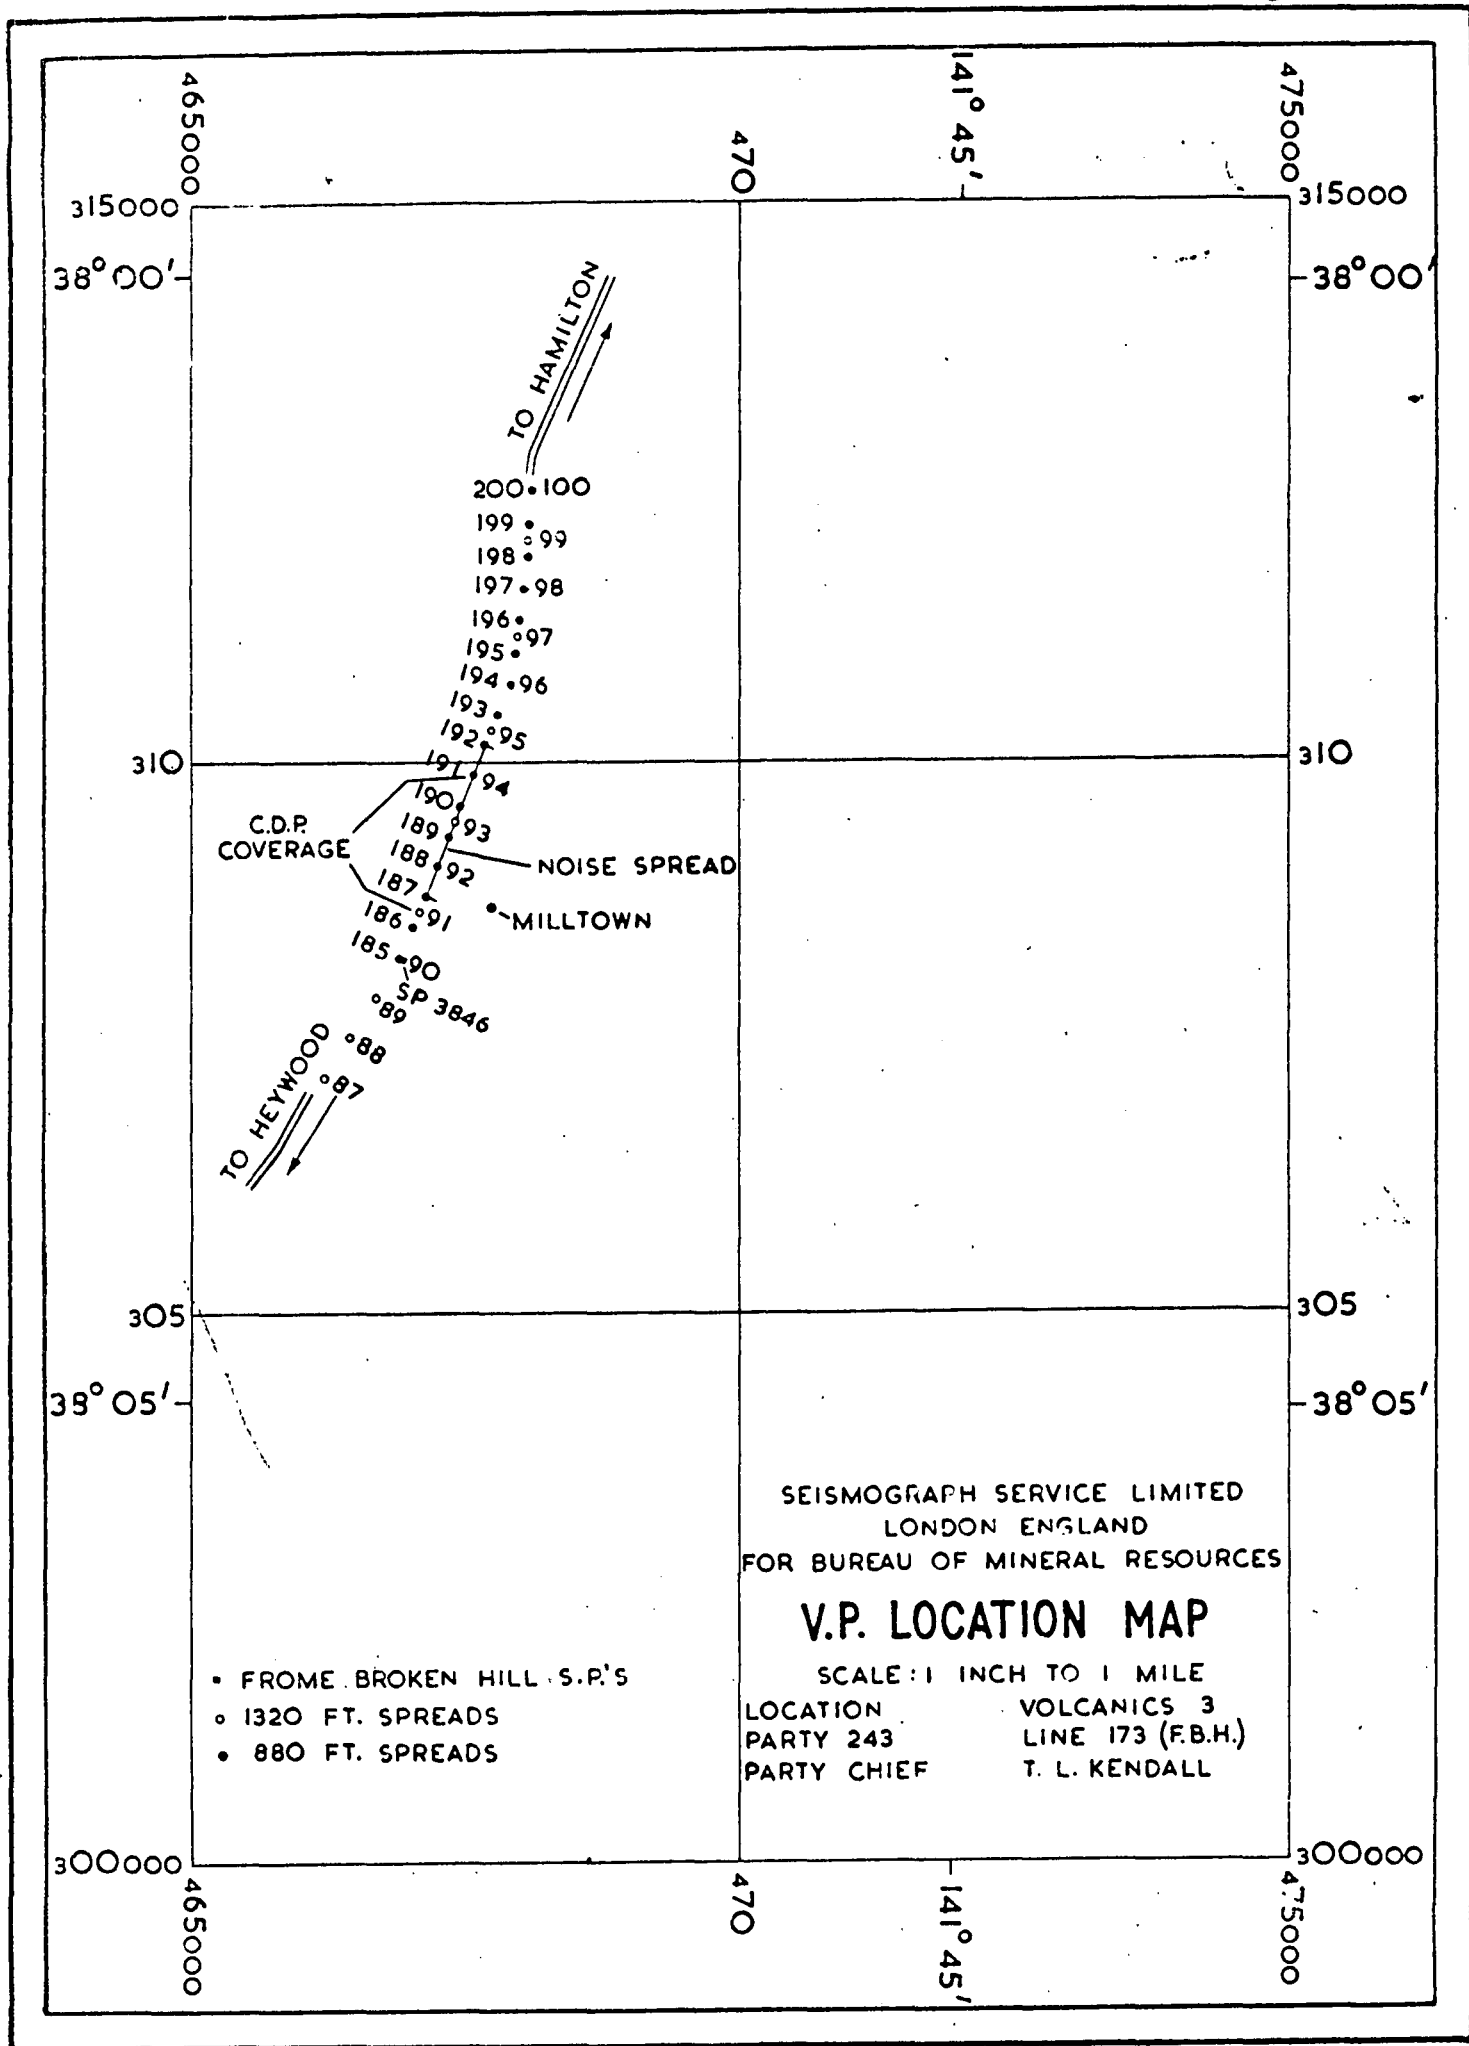 465000
470
141° 45'
475000
315000
315000
38° 00'
38° 00'
TO HAMILTON
200 100
199
99
198
197 98
196
97
195
194 96
193
95
192
310
310
191
94
190
C.D.P.
COVERAGE
93
189
188
92
NOISE SPREAD
187
91
186
MILLTOWN
185 90
SP 3846
89
88
87
TO HEYWOOD
305
305
38° 05'
38° 05'
SEISMOGRAPH SERVICE LIMITED
LONDON ENGLAND
FOR BUREAU OF MINERAL RESOURCES
V.P. LOCATION MAP
SCALE: 1 INCH TO 1 MILE
LOCATION VOLCANICS 3
PARTY 243 LINE 173 (F.B.H.)
PARTY CHIEF T. L. KENDALL
FROME BROKEN HILL S.P.'S
1320 FT. SPREADS
880 FT. SPREADS
300000
300000
465000
470
141° 45'
475000